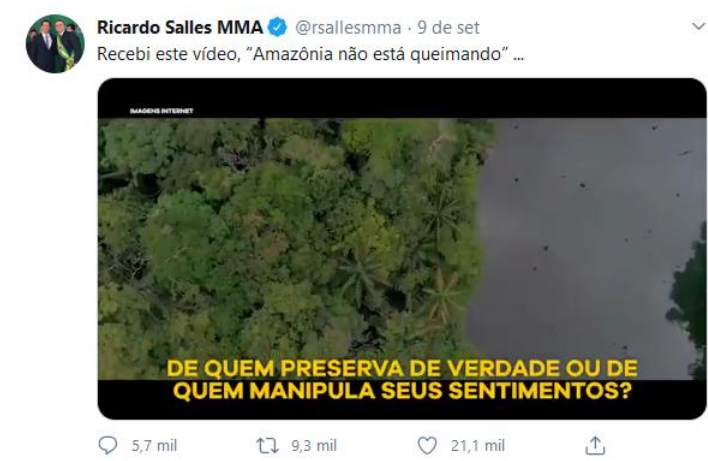 Ricardo Salles MMA @rsallesmma · 9 de set
Recebi este vídeo, “Amazônia não está queimando” ...
IMAGENS INTERNET
DE QUEM PRESERVA DE VERDADE OU DE
QUEM MANIPULA SEUS SENTIMENTOS?
5,7 mil 9,3 mil 21,1 mil